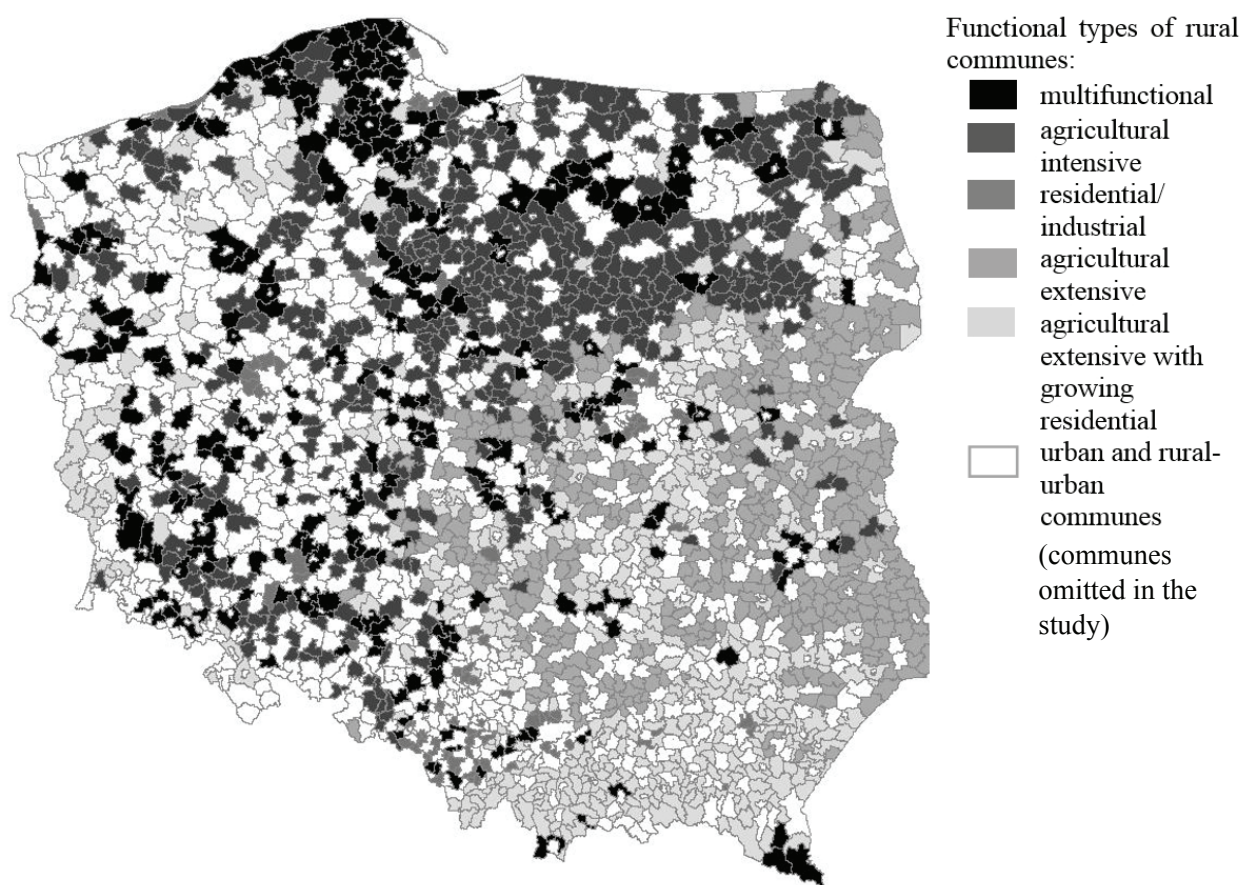 Functional types of rural
communes:
multifunctional
agricultural
intensive
residential/
industrial
agricultural
extensive
agricultural
extensive with
growing
residential
urban and rural-
urban
communes
(communes
omitted in the
study)